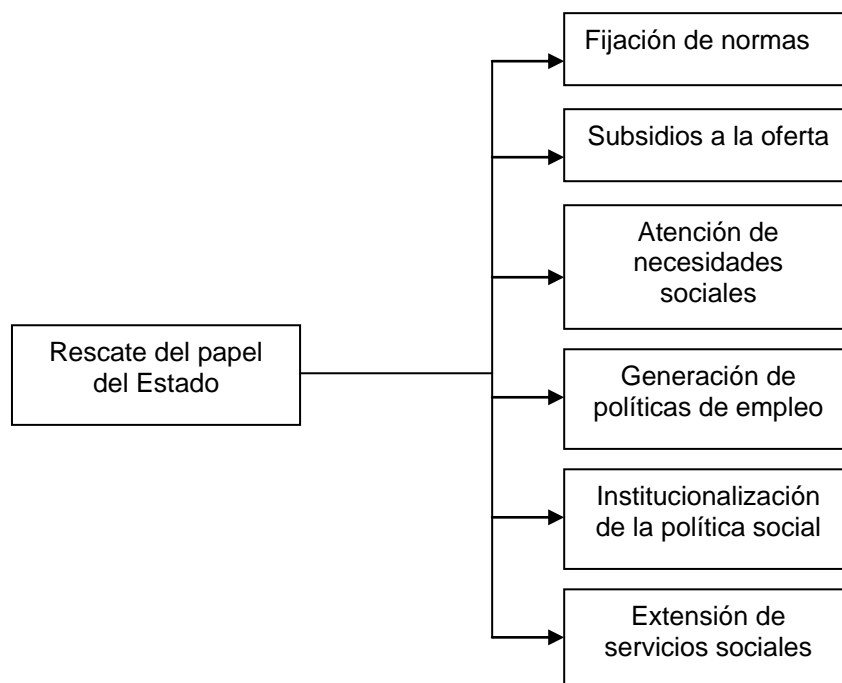 Fijación de normas
Subsidios a la oferta
Atención de
necesidades
sociales
Rescate del papel
del Estado
Generación de
políticas de empleo
Institucionalización
de la política social
Extensión de
servicios sociales